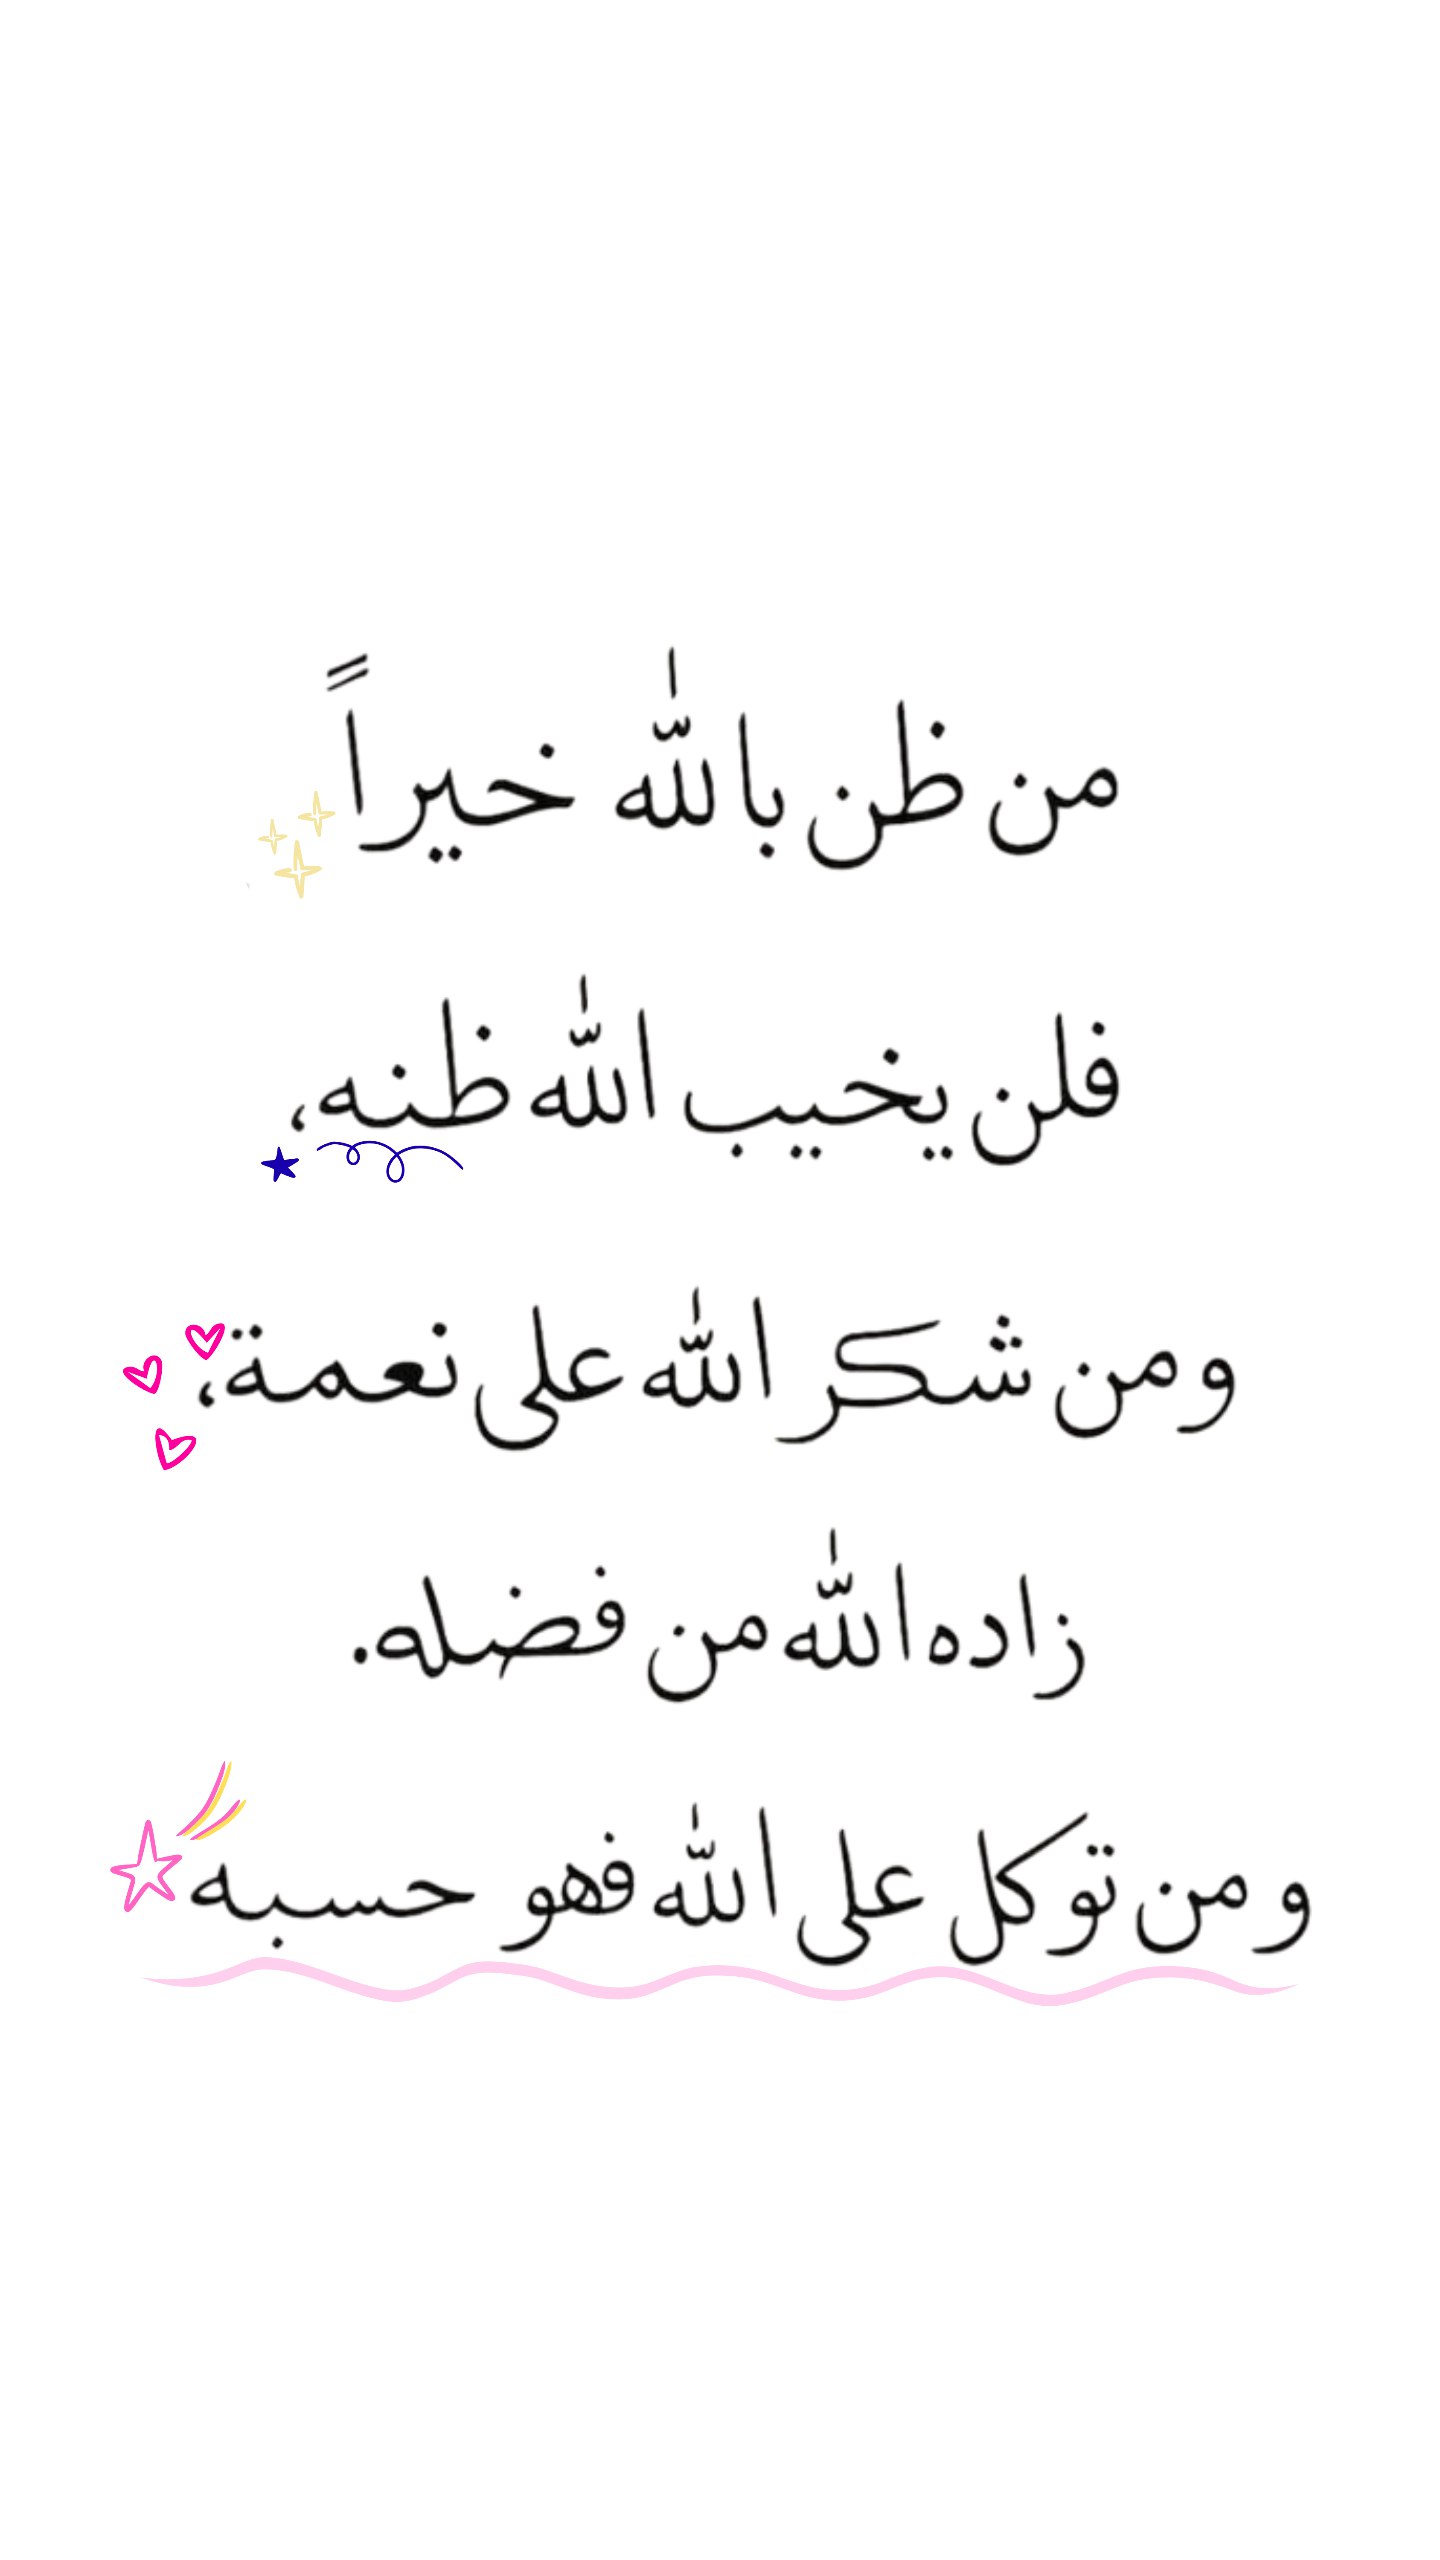 من ظن بالله خيراً
فلن يخيب الله ظنه،
ومن شكر الله على نعمة،
زاده الله من فضله.
ومن توكل على الله فهو حسبه